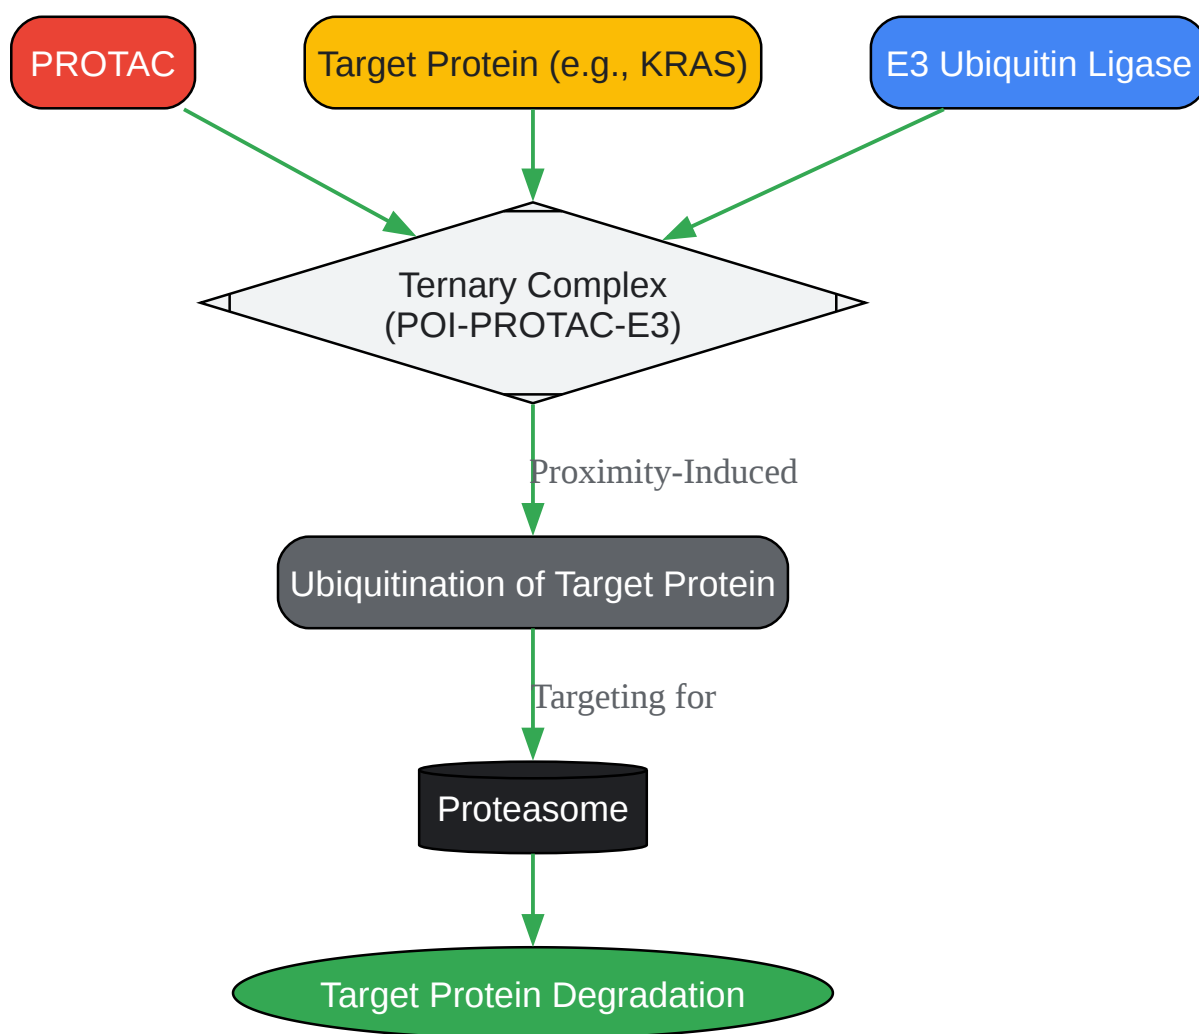 PROTAC
Target Protein (e.g., KRAS)
E3 Ubiquitin Ligase
Ternary Complex
(POI-PROTAC-E3)
Proximity-Induced
Ubiquitination of Target Protein
Targeting for
Proteasome
Target Protein Degradation